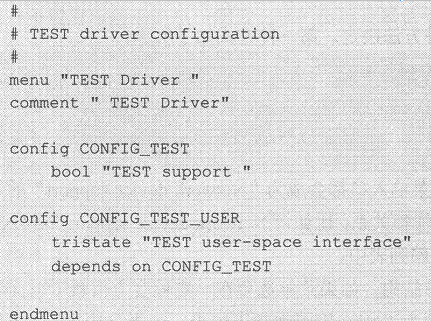 #
# TEST driver configuration
#
menu "TEST Driver "
comment " TEST Driver"
config CONFIG_TEST
bool "TEST support "
config CONFIG_TEST_USER
tristate "TEST user-space interface"
depends on CONFIG_TEST
endmenu